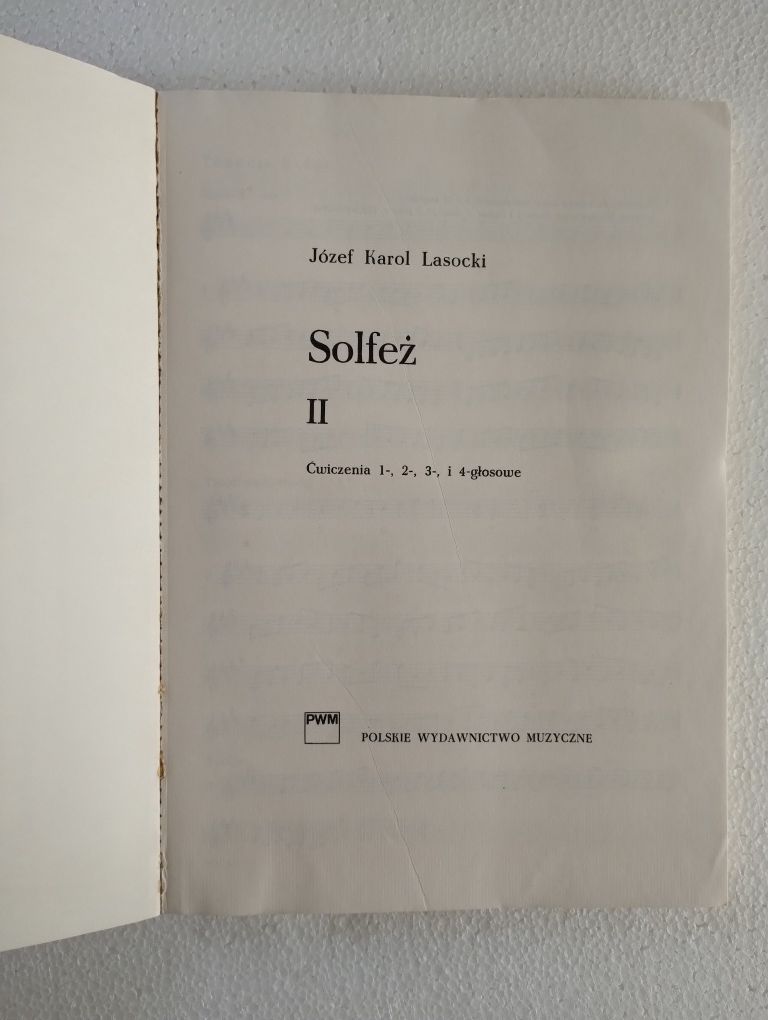 Józef Karol Lasocki
Solfeż
II
Ćwiczenia 1-, 2-, 3-, i 4-głosowe
PWM
POLSKIE WYDAWNICTWO MUZYCZNE